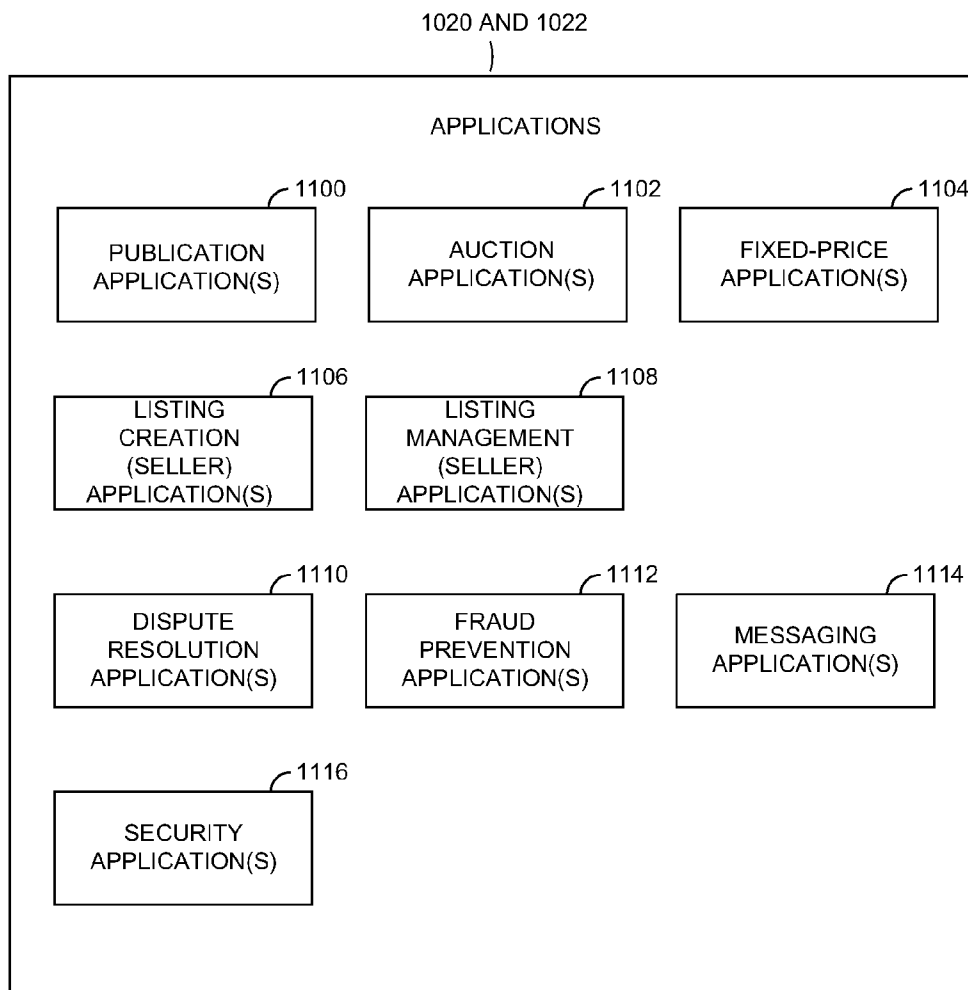 1020 AND 1022
APPLICATIONS
1100
PUBLICATION
APPLICATION(S)
1102
AUCTION
APPLICATION(S)
1104
FIXED-PRICE
APPLICATION(S)
1106
LISTING
CREATION
(SELLER)
APPLICATION(S)
1108
LISTING
MANAGEMENT
(SELLER)
APPLICATION(S)
1110
DISPUTE
RESOLUTION
APPLICATION(S)
1112
FRAUD
PREVENTION
APPLICATION(S)
1114
MESSAGING
APPLICATION(S)
1116
SECURITY
APPLICATION(S)